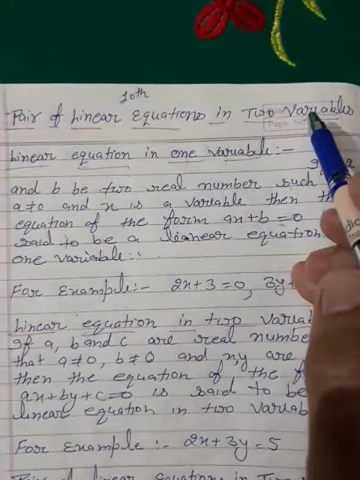 10th
Pair of Linear Equations in Two Variables
Linear equation in one variable:-
and b be two real number such
a≠0 and x is a variable then th
equation of the form ax+b=0
said to be a lianear equation
one variable:-
For Example:- 2x+3=0, 3y+
Linear equation in two Variab
If a, b and c are real numbe
that a≠0, b≠0 and x,y are
then the equation of the f
ax+by+c=0 is said to be
linear equation in two Variab
For Example :- 2x+3y=5